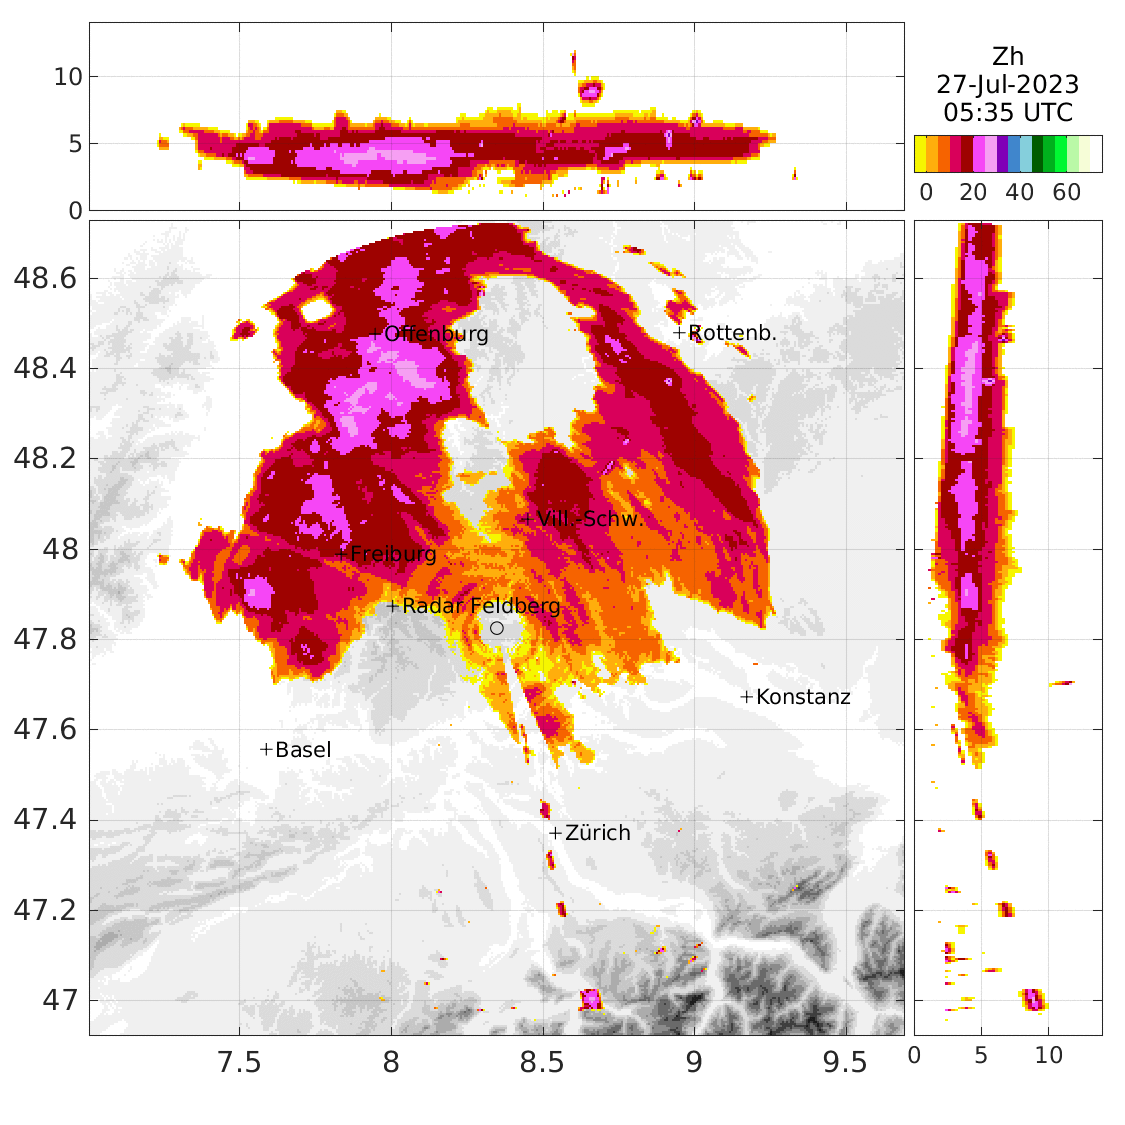 10
5
0
Zh
27-Jul-2023
05:35 UTC
0 20 40 60
48.6
48.4
48.2
48
47.8
47.6
47.4
47.2
47
Offenburg
Rottenb.
Vill.-Schw.
Freiburg
Radar Feldberg
Konstanz
Basel
Zürich
7.5 8 8.5 9 9.5
0 5 10